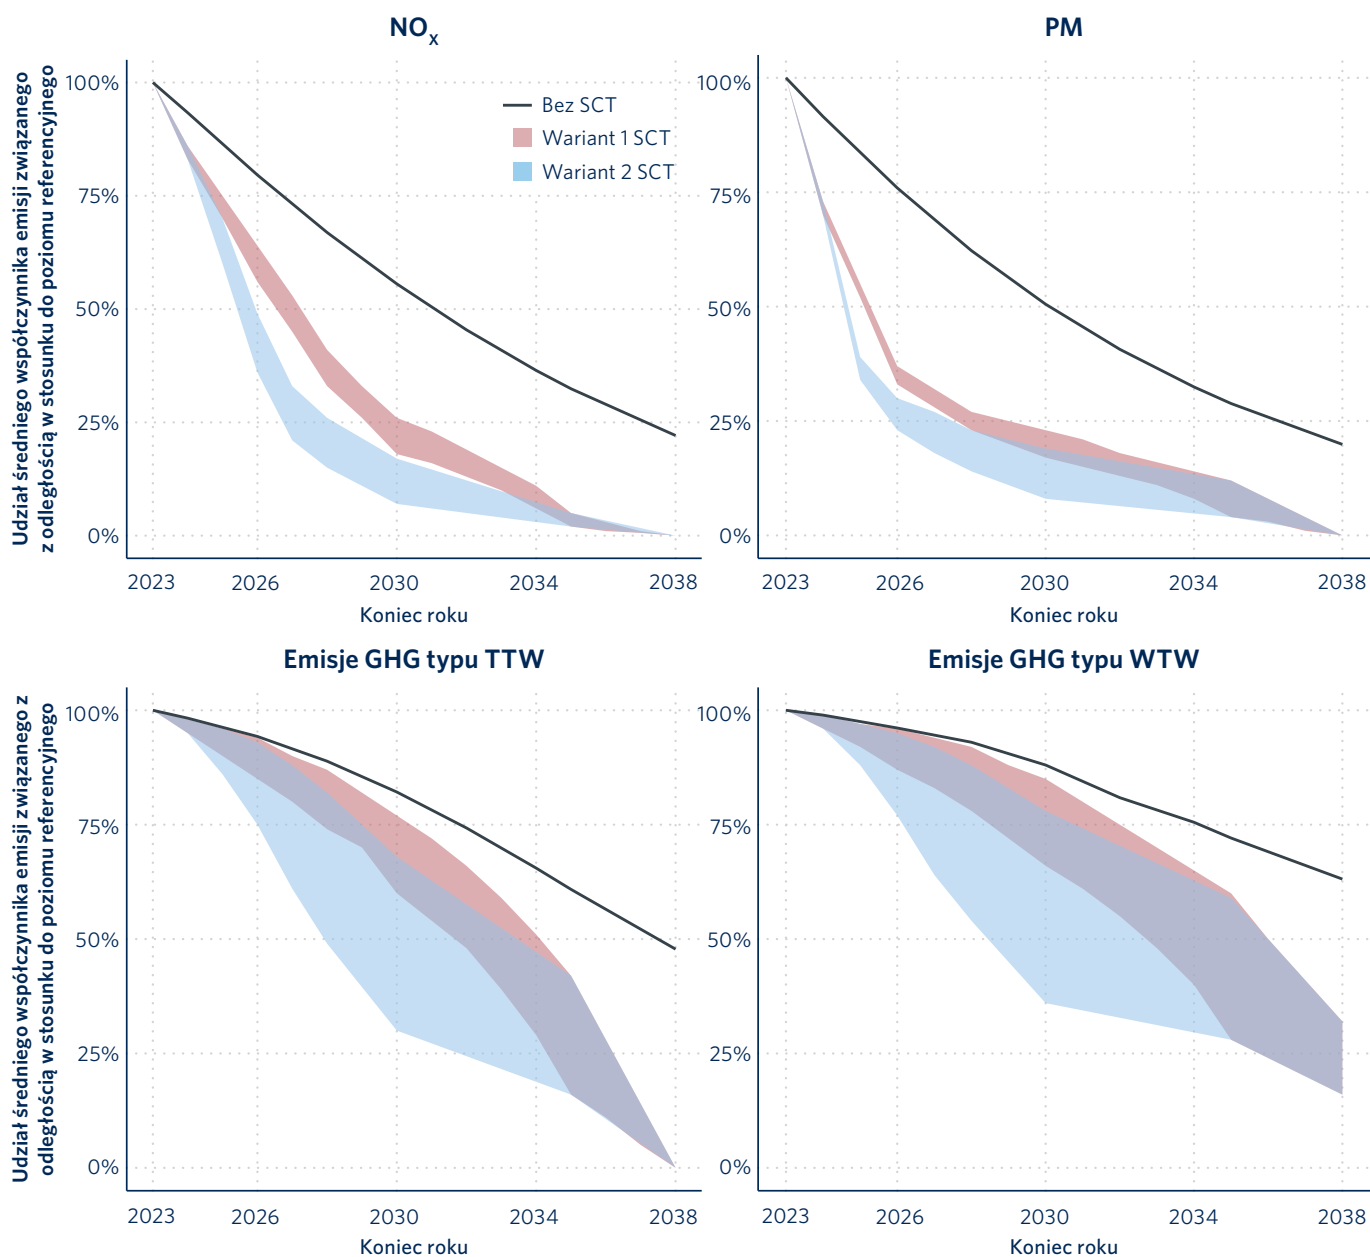 NOX
PM
Udział średniego współczynnika emisji związanego
z odległością w stosunku do poziomu referencyjnego
100%
75%
50%
25%
0%
Bez SCT
Wariant 1 SCT
Wariant 2 SCT
100%
75%
50%
25%
0%
2023 2026 2030 2034 2038
2023 2026 2030 2034 2038
Koniec roku
Koniec roku
Emisje GHG typu TTW
Emisje GHG typu WTW
Udział średniego współczynnika emisji związanego z
odległością w stosunku do poziomu referencyjnego
100%
75%
50%
25%
0%
100%
75%
50%
25%
0%
2023 2026 2030 2034 2038
2023 2026 2030 2034 2038
Koniec roku
Koniec roku